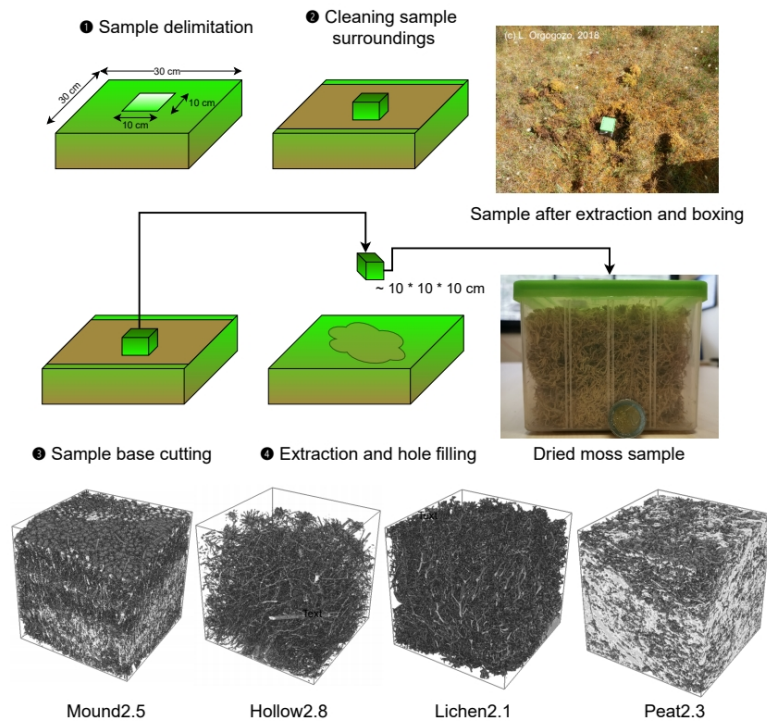 ❶ Sample delimitation
❷ Cleaning sample
surroundings
30 cm
30 cm
10 cm
10 cm
(c) L. Orgogozo, 2018
Sample after extraction and boxing
~ 10 * 10 * 10 cm
❸ Sample base cutting
❹ Extraction and hole filling
Dried moss sample
Text
Text
Mound2.5
Hollow2.8
Lichen2.1
Peat2.3